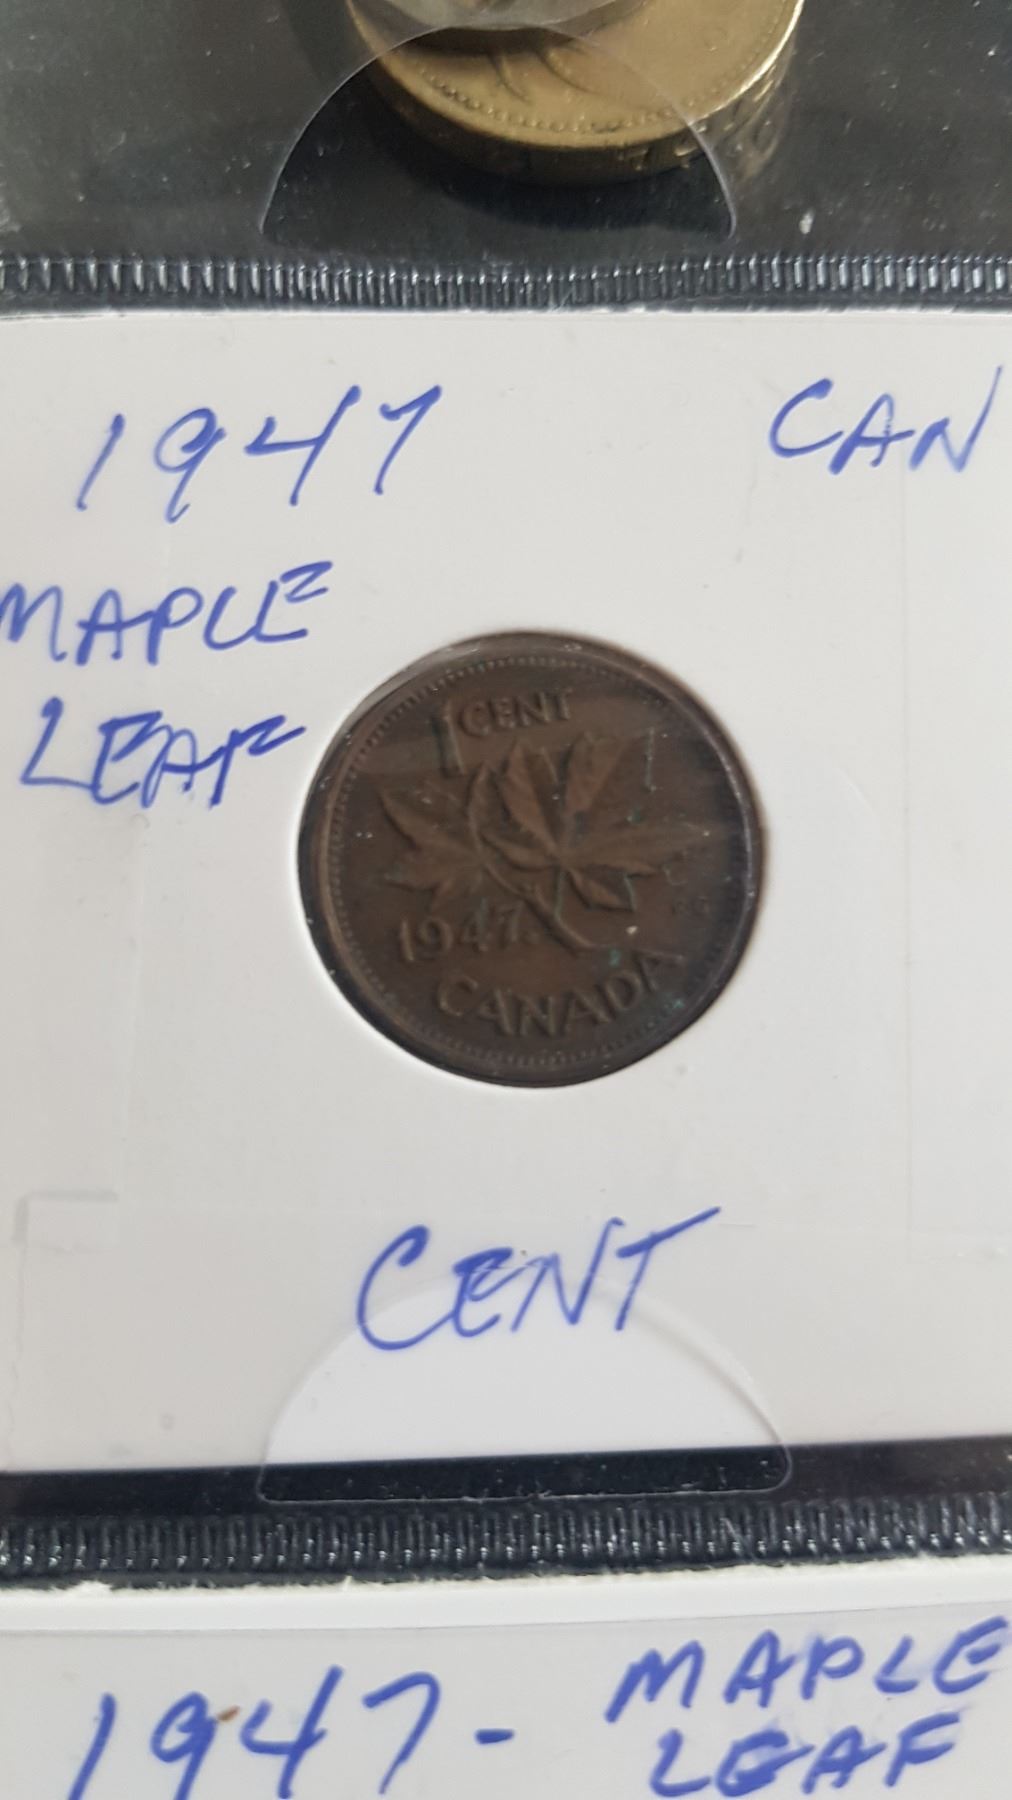 1947 CAN
MAPLE
LEAF
1 CENT
1947
CANADA
CENT
1947- MAPLE
LEAF